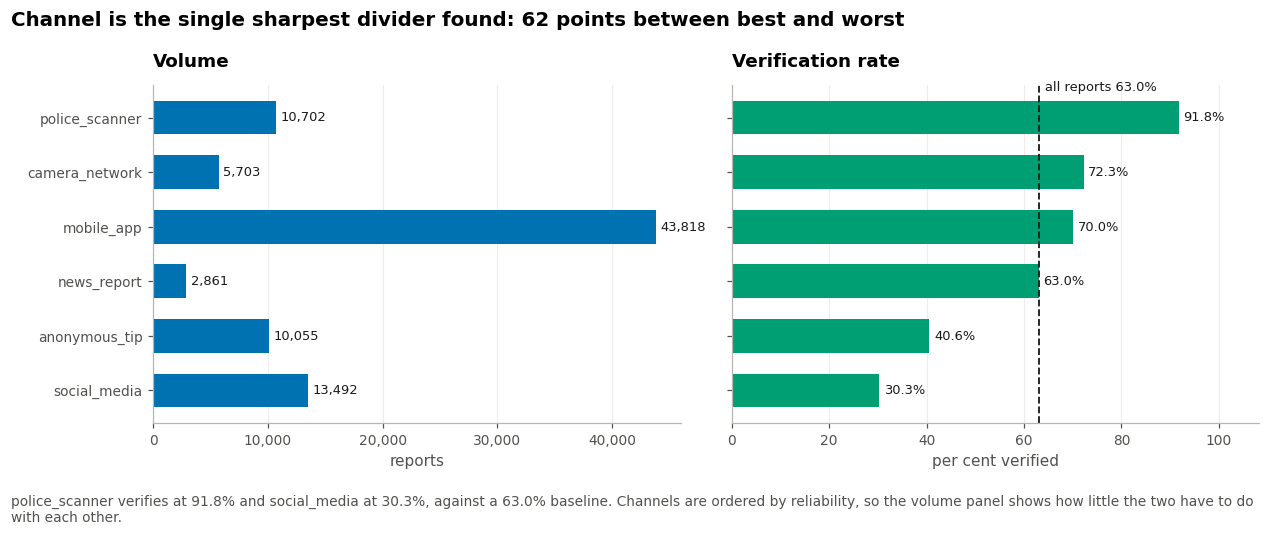 Channel is the single sharpest divider found: 62 points between best and worst
Volume
police_scanner
10,702
camera_network
5,703
mobile_app
43,818
news_report
2,861
anonymous_tip
10,055
social_media
13,492
0
10,000
20,000
30,000
40,000
reports
Verification rate
all reports 63.0%
91.8%
72.3%
70.0%
63.0%
40.6%
30.3%
0
20
40
60
80
100
per cent verified
police_scanner verifies at 91.8% and social_media at 30.3%, against a 63.0% baseline. Channels are ordered by reliability, so the volume panel shows how little the two have to do
with each other.